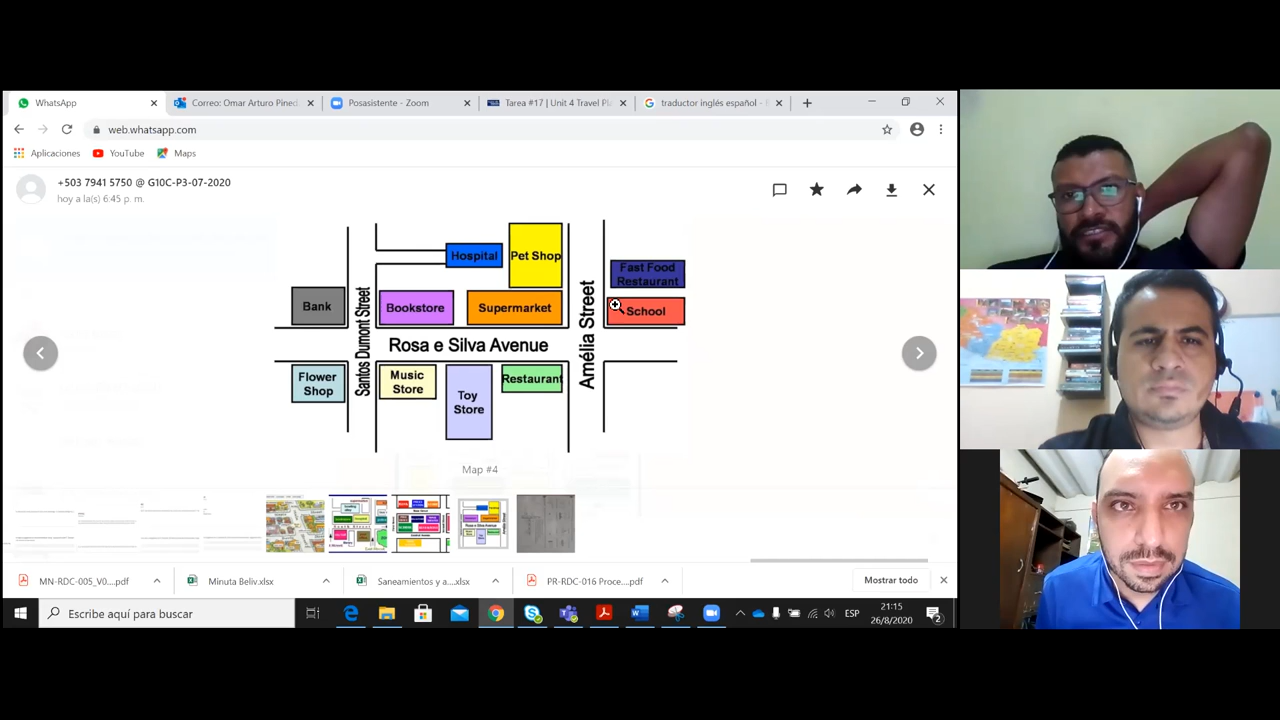 WhatsApp
Correo: Omar Arturo Pined
Posasistente - Zoom
Tarea #17 | Unit 4 Travel Pl
traductor inglés español -
web.whatsapp.com
Aplicaciones
YouTube
Maps
+503 7941 5750 @ G10C-P3-07-2020
hoy a la(s) 6:45 p. m.
Hospital
Pet Shop
Fast Food
Restaurant
Bank
Santos Dumont Street
Bookstore
Supermarket
Amélia Street
School
Rosa e Silva Avenue
Flower
Shop
Music
Store
Toy
Store
Restaurant
Map #4
MN-RDC-005_V0....pdf
Minuta Beliv.xlsx
Saneamientos y a....xlsx
PR-RDC-016 Proce....pdf
Mostrar todo
Escribe aquí para buscar
ESP
21:15
26/8/2020
2